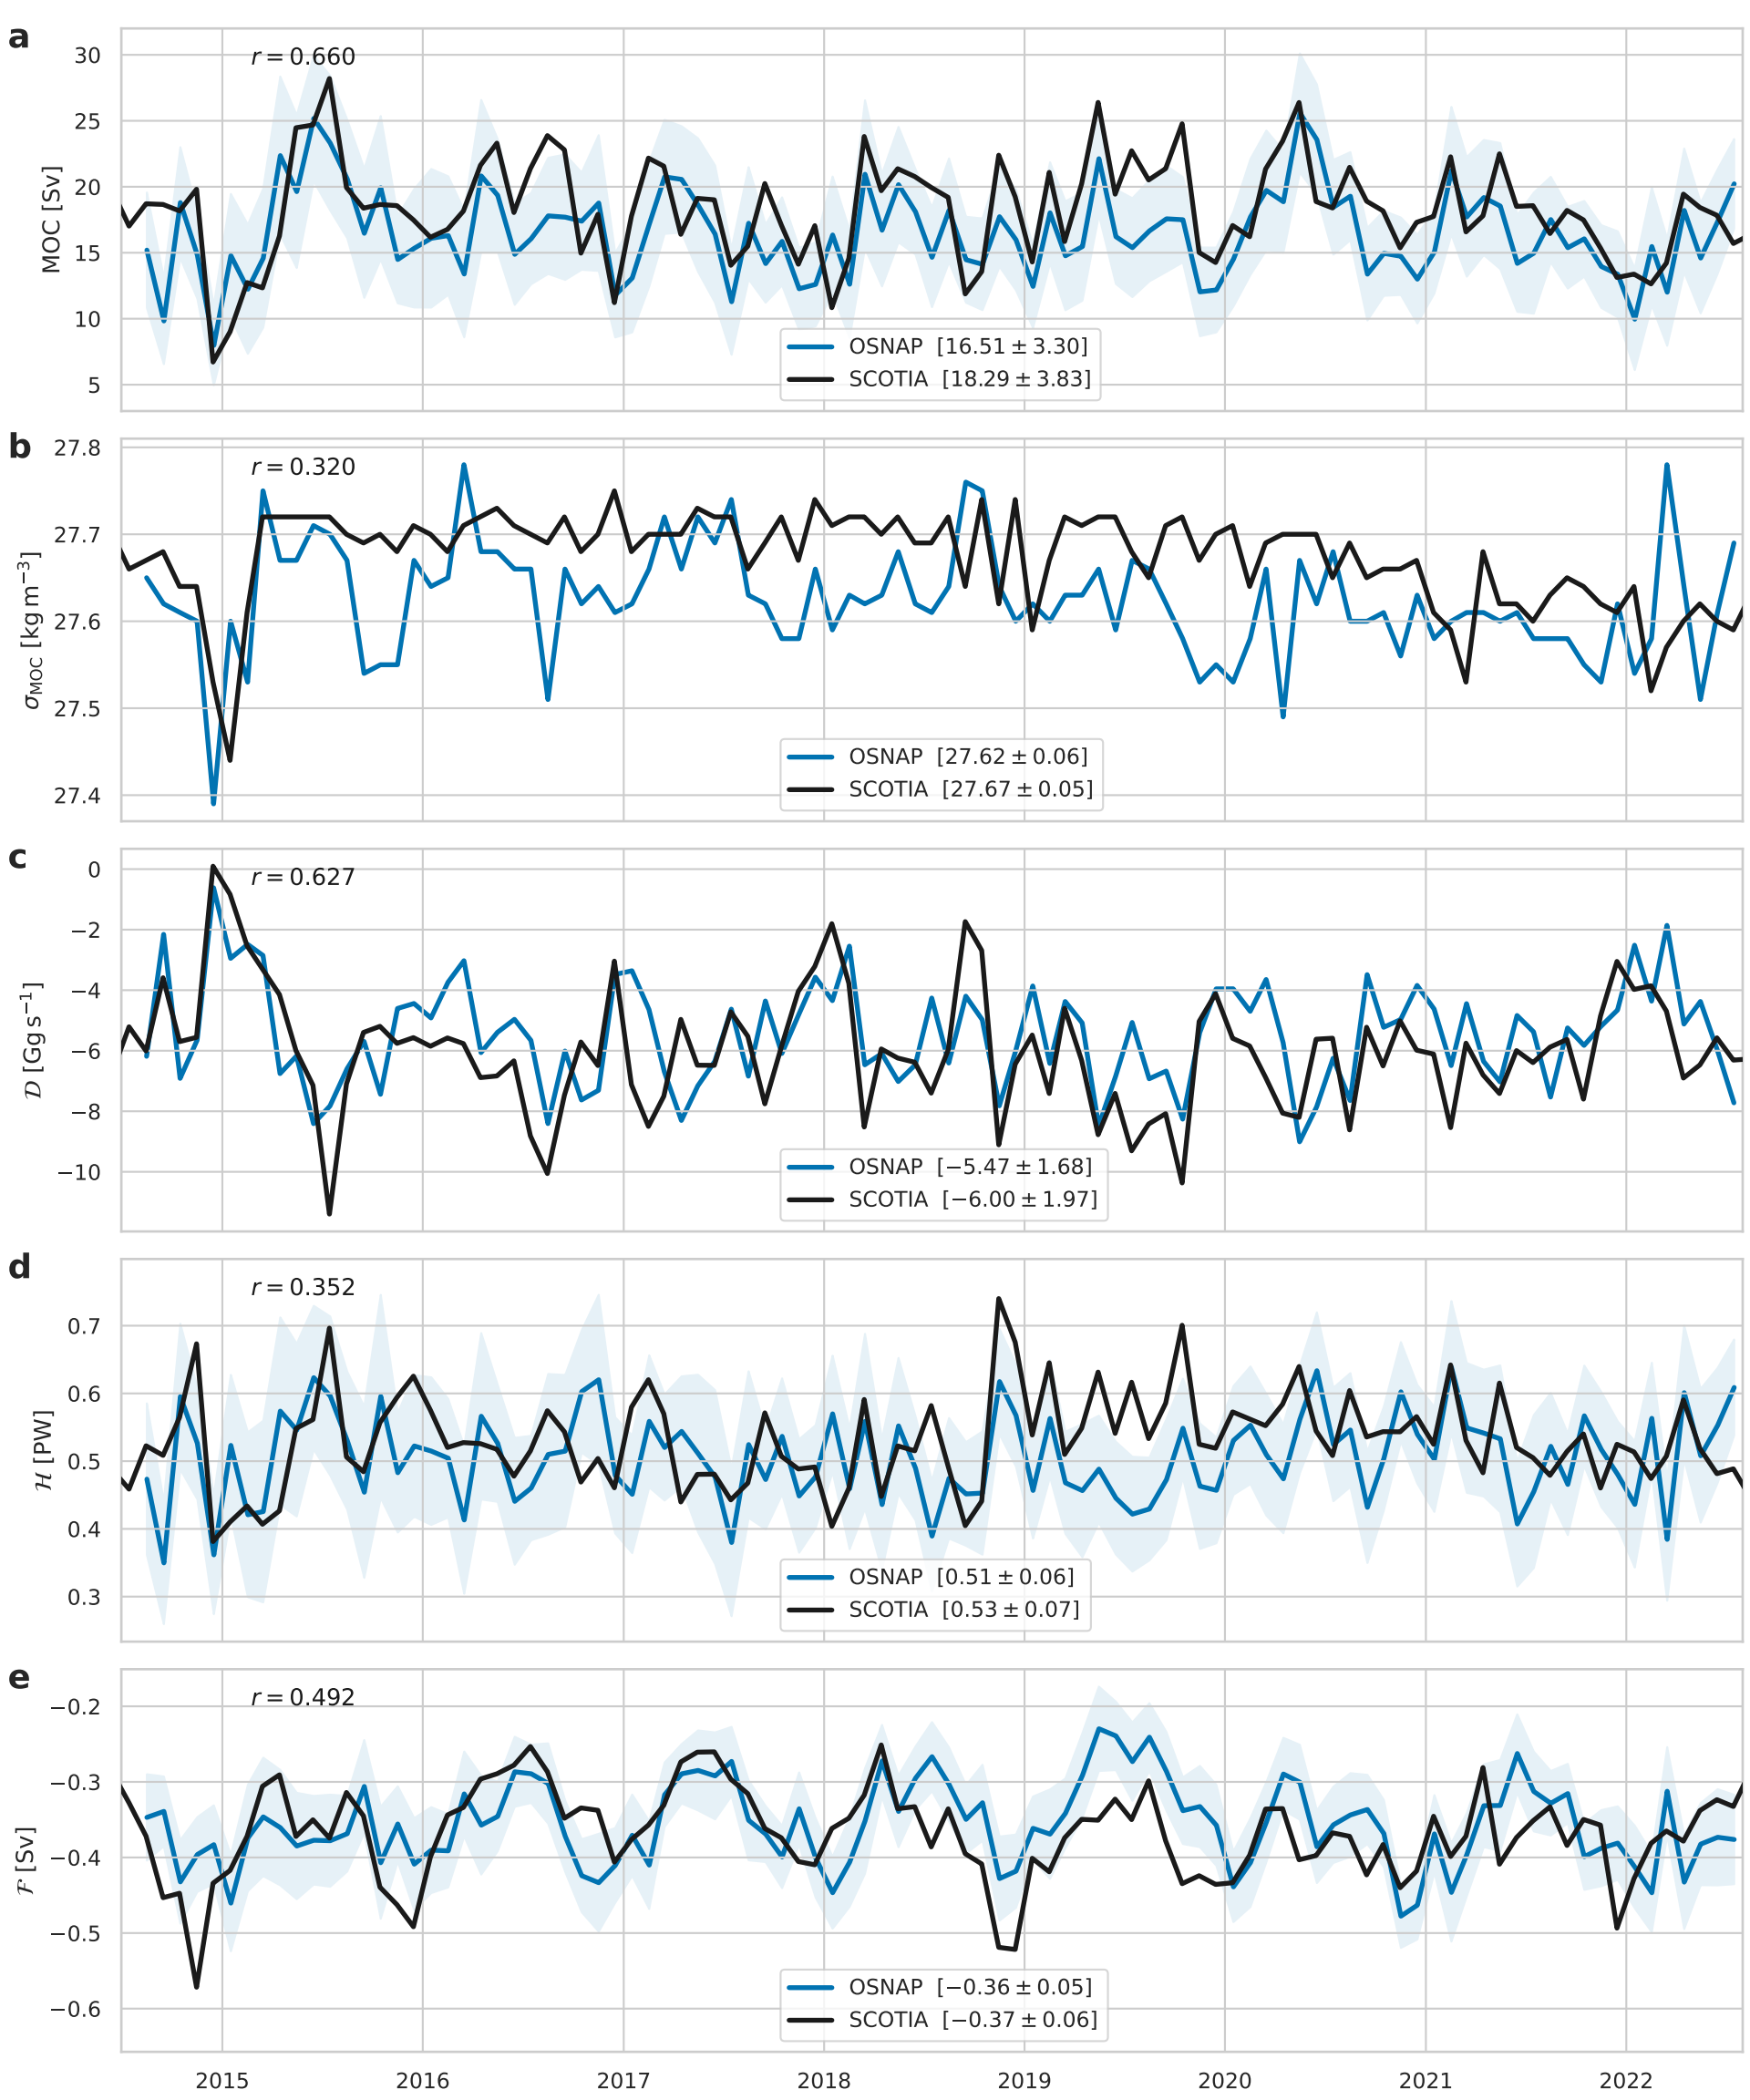 a
r = 0.660
30
25
20
15
10
5
MOC [Sv]
OSNAP [16.51 ± 3.30]
SCOTIA [18.29 ± 3.83]
b
r = 0.320
27.8
27.7
27.6
27.5
27.4
σMOC [kg m⁻³]
OSNAP [27.62 ± 0.06]
SCOTIA [27.67 ± 0.05]
c
r = 0.627
0
−2
−4
−6
−8
−10
𝒟 [Gg s⁻¹]
OSNAP [−5.47 ± 1.68]
SCOTIA [−6.00 ± 1.97]
d
r = 0.352
0.7
0.6
0.5
0.4
0.3
ℋ [PW]
OSNAP [0.51 ± 0.06]
SCOTIA [0.53 ± 0.07]
e
r = 0.492
−0.2
−0.3
−0.4
−0.5
−0.6
ℱ [Sv]
OSNAP [−0.36 ± 0.05]
SCOTIA [−0.37 ± 0.06]
2015 2016 2017 2018 2019 2020 2021 2022